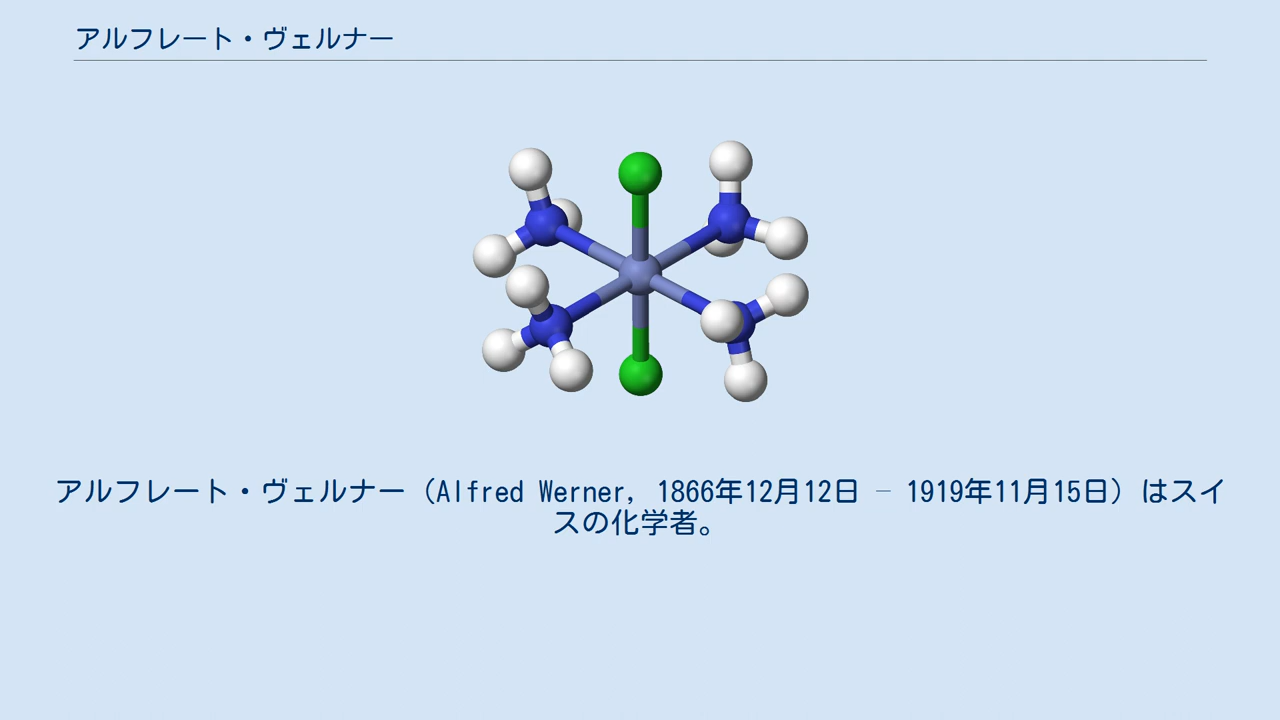 アルフレート・ヴェルナー
アルフレート・ヴェルナー（Alfred Werner, 1866年12月12日 – 1919年11月15日）はスイ
スの化学者。